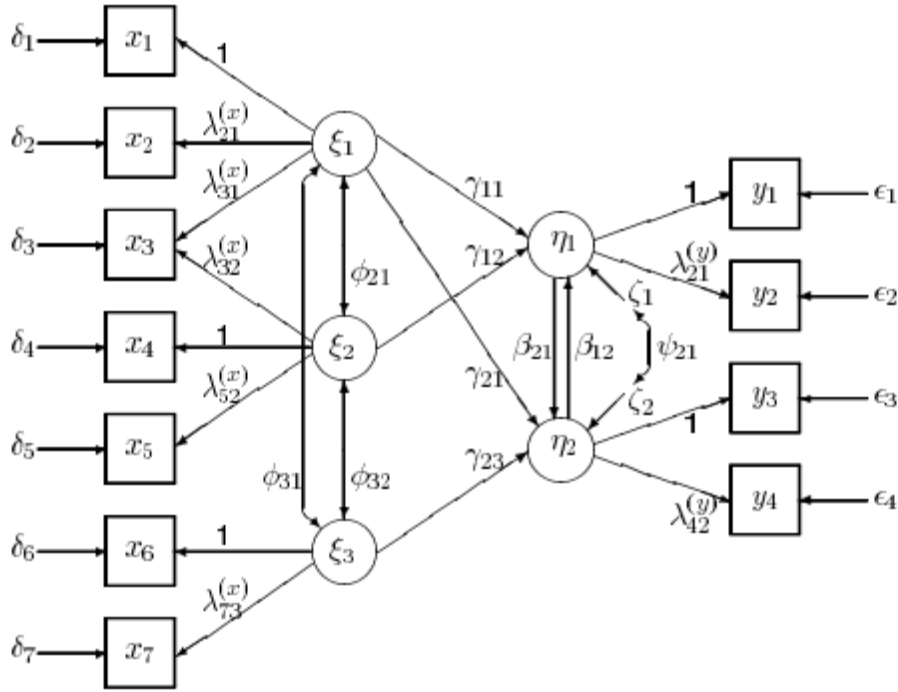 δ₁ x₁ 1
δ₂ x₂ λ₂₁⁽ˣ⁾ ξ₁
λ₃₁⁽ˣ⁾ γ₁₁ 1 y₁ ϵ₁
δ₃ x₃ λ₃₂⁽ˣ⁾ ϕ₂₁ γ₁₂ η₁ λ₂₁⁽ʸ⁾
ζ₁ y₂ ϵ₂
δ₄ x₄ 1 ξ₂ β₂₁ β₁₂ ψ₂₁
λ₅₂⁽ˣ⁾ γ₂₁ ζ₂ 1 y₃ ϵ₃
δ₅ x₅ ϕ₃₁ ϕ₃₂ γ₂₃ η₂
λ₄₂⁽ʸ⁾ y₄ ϵ₄
δ₆ x₆ 1 ξ₃
λ₇₃⁽ˣ⁾
δ₇ x₇